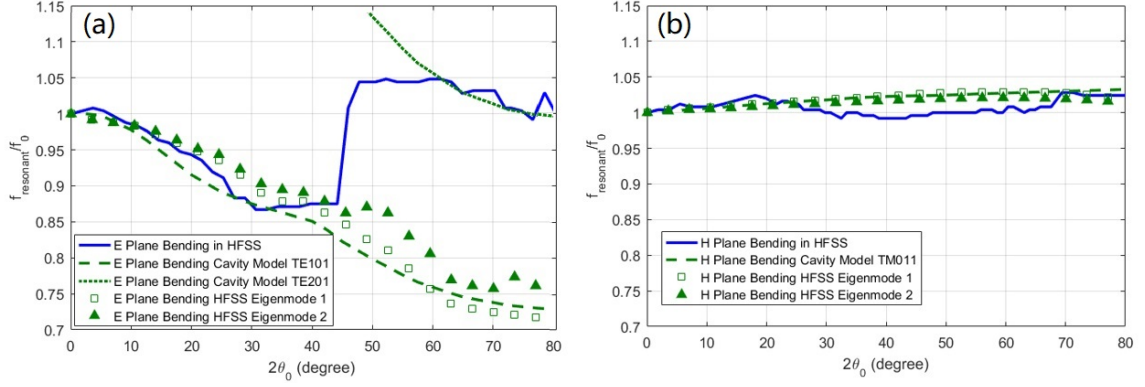 (a)
1.15
1.1
1.05
1
0.95
0.9
0.85
0.8
0.75
0.7
f_resonant/f_0
E Plane Bending in HFSS
E Plane Bending Cavity Model TE101
E Plane Bending Cavity Model TE201
E Plane Bending HFSS Eigenmode 1
E Plane Bending HFSS Eigenmode 2
0 10 20 30 40 50 60 70 80
2θ_0 (degree)
(b)
1.15
1.1
1.05
1
0.95
0.9
0.85
0.8
0.75
0.7
f_resonant/f_0
H Plane Bending in HFSS
H Plane Bending Cavity Model TM011
H Plane Bending HFSS Eigenmode 1
H Plane Bending HFSS Eigenmode 2
0 10 20 30 40 50 60 70 80
2θ_0 (degree)